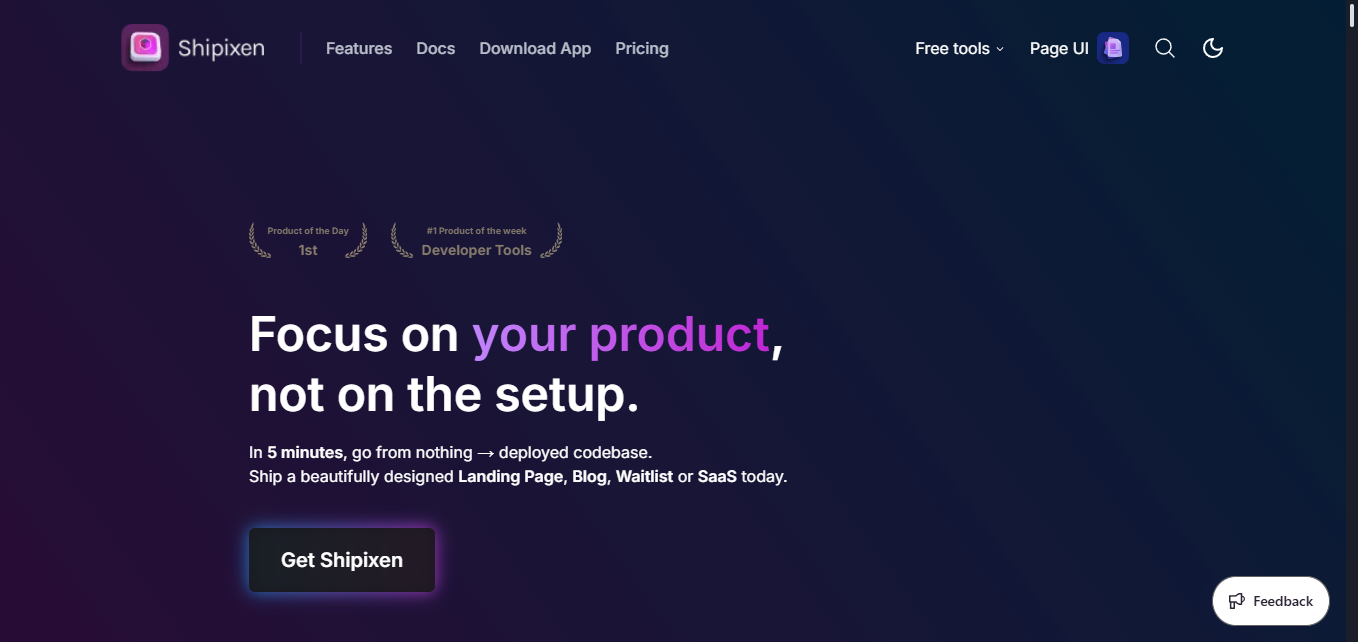 Shipixen
Features
Docs
Download App
Pricing
Free tools
Page UI
Product of the Day
1st
#1 Product of the week
Developer Tools
Focus on your product,
not on the setup.
In 5 minutes, go from nothing → deployed codebase.
Ship a beautifully designed Landing Page, Blog, Waitlist or SaaS today.
Get Shipixen
Feedback